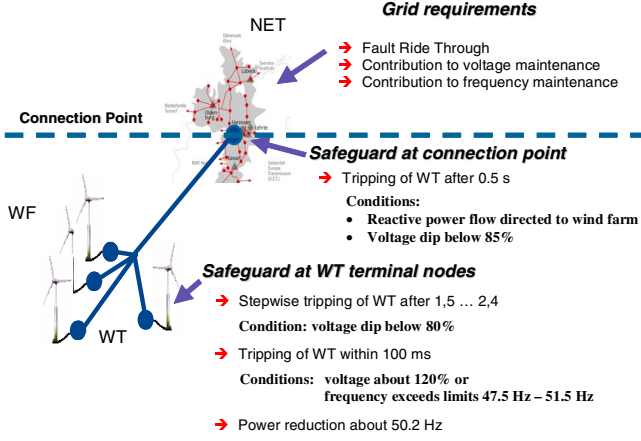 Grid requirements
NET
Fault Ride Through
Contribution to voltage maintenance
Contribution to frequency maintenance
Lübeck
Hannover
Lehrte
Kassel
Connection Point
Safeguard at connection point
Tripping of WT after 0.5 s
Conditions:
• Reactive power flow directed to wind farm
• Voltage dip below 85%
WF
Safeguard at WT terminal nodes
Stepwise tripping of WT after 1,5 … 2,4
Condition: voltage dip below 80%
WT
Tripping of WT within 100 ms
Conditions: voltage about 120% or
frequency exceeds limits 47.5 Hz – 51.5 Hz
Power reduction about 50.2 Hz